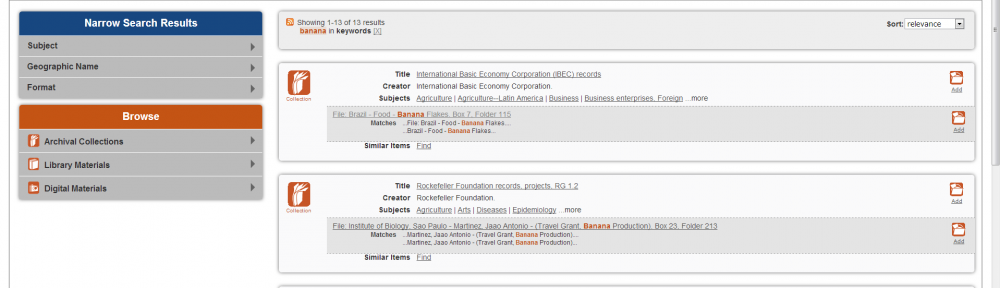 Narrow Search Results
Subject
Geographic Name
Format
Browse
Archival Collections
Library Materials
Digital Materials
Showing 1-13 of 13 results
banana in keywords [X]
Sort: relevance
Collection
Title International Basic Economy Corporation (IBEC) records
Creator International Basic Economy Corporation.
Subjects Agriculture | Agriculture--Latin America | Business | Business enterprises, Foreign ...more
Add
File: Brazil - Food - Banana Flakes, Box 7, Folder 115
Matches ...File: Brazil - Food - Banana Flakes...
...Brazil - Food - Banana Flakes...
Add
Similar Items Find
Collection
Title Rockefeller Foundation records, projects, RG 1.2
Creator Rockefeller Foundation.
Subjects Agriculture | Arts | Diseases | Epidemiology ...more
Add
File: Institute of Biology, Sao Paulo - Martinez, Jaao Antonio - (Travel Grant, Banana Production), Box 23, Folder 213
Matches ...Martinez, Jaao Antonio - (Travel Grant, Banana Production)...
...Martinez, Jaao Antonio - (Travel Grant, Banana Production)...
Add
Similar Items Find